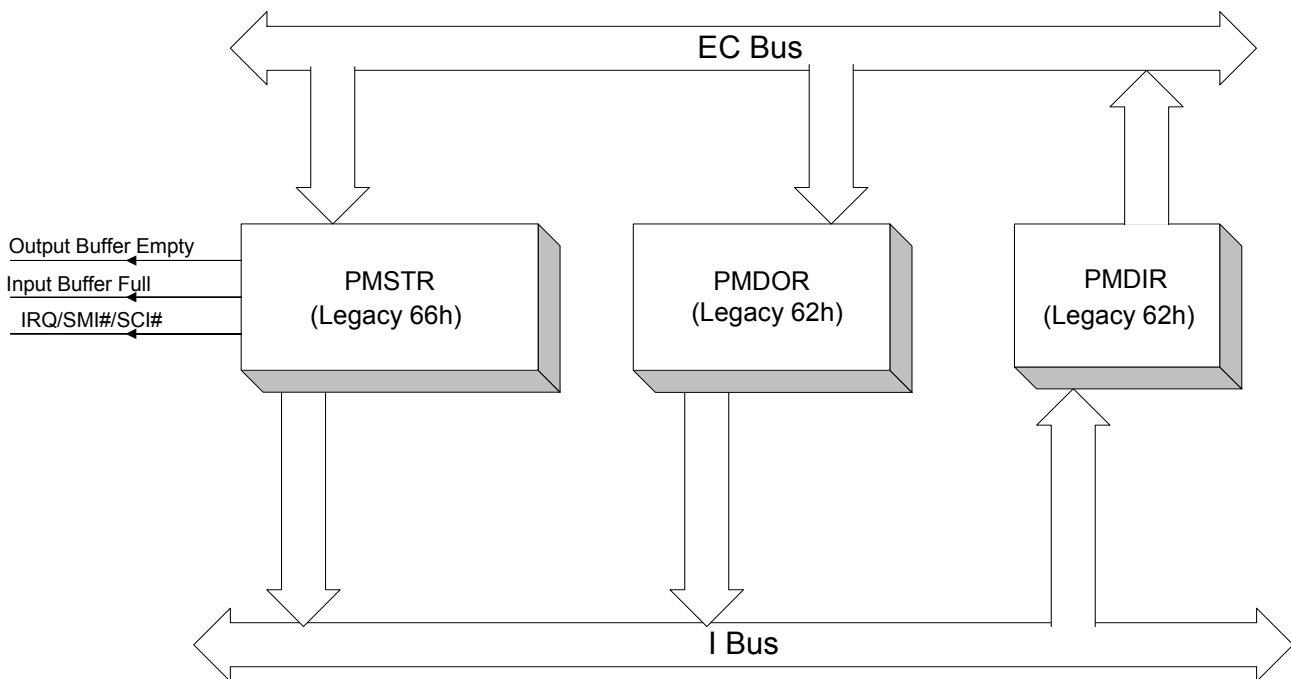 EC Bus
Output Buffer Empty
Input Buffer Full
IRQ/SMI#/SCI#
PMSTR
(Legacy 66h)
PMDOR
(Legacy 62h)
PMDIR
(Legacy 62h)
I Bus